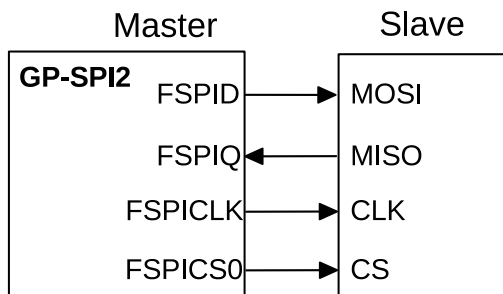 Master Slave
GP-SPI2
FSPID MOSI
FSPIQ MISO
FSPICLK CLK
FSPICS0 CS